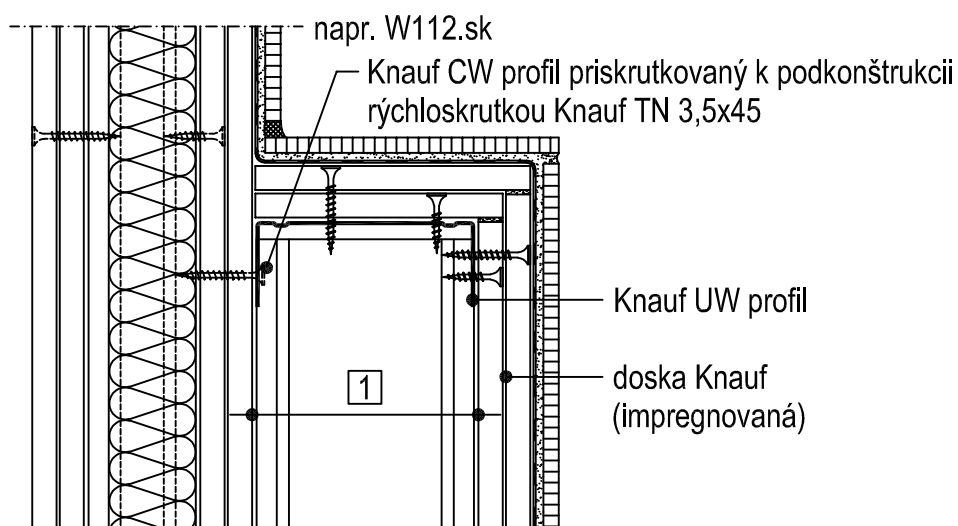 napr. W112.sk
Knauf CW profil priskrutkovaný k podkonštrukcii
rýchloskrutkou Knauf TN 3,5x45
Knauf UW profil
1
doska Knauf
(impregnovaná)